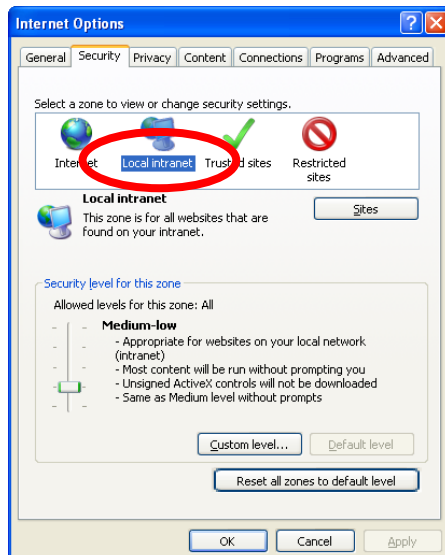 Internet Options
General Security Privacy Content Connections Programs Advanced
Select a zone to view or change security settings.
Internet Local intranet Trusted sites Restricted
sites
Local intranet
This zone is for all websites that are
found on your intranet.
Sites
Security level for this zone
Allowed levels for this zone: All
Medium-low
- Appropriate for websites on your local network
(intranet)
- Most content will be run without prompting you
- Unsigned ActiveX controls will not be downloaded
- Same as Medium level without prompts
Custom level... Default level
Reset all zones to default level
OK Cancel Apply